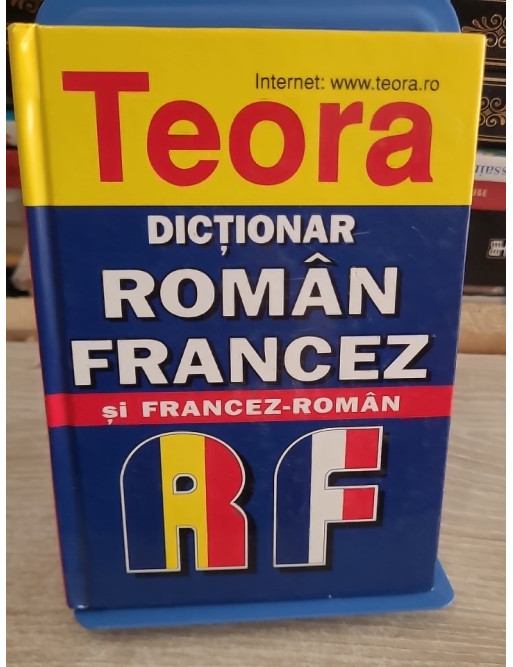 Internet: www.teora.ro
Teora
DICȚIONAR
ROMÂN
FRANCEZ
și FRANCEZ-ROMÂN
RF